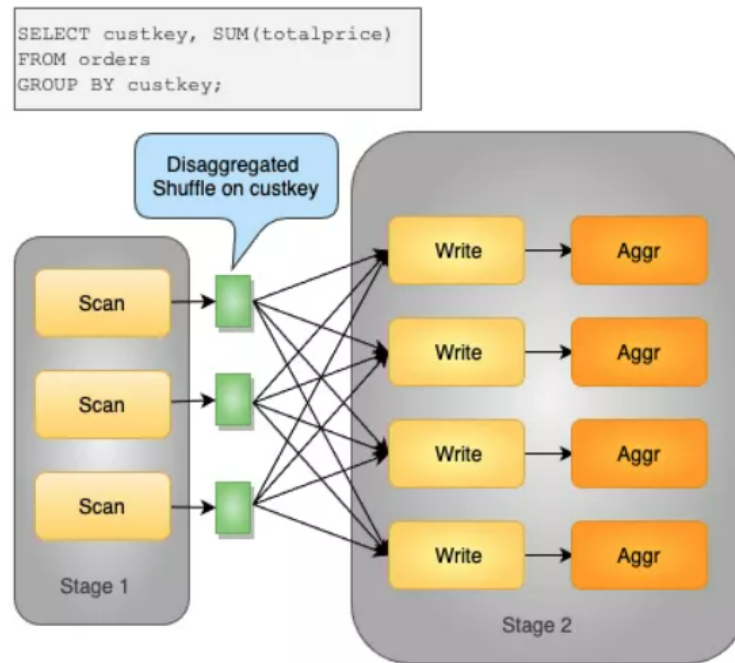 SELECT custkey, SUM(totalprice)
FROM orders
GROUP BY custkey;
Disaggregated
Shuffle on custkey
Scan
Scan
Scan
Stage 1
Write
Aggr
Write
Aggr
Write
Aggr
Write
Aggr
Stage 2